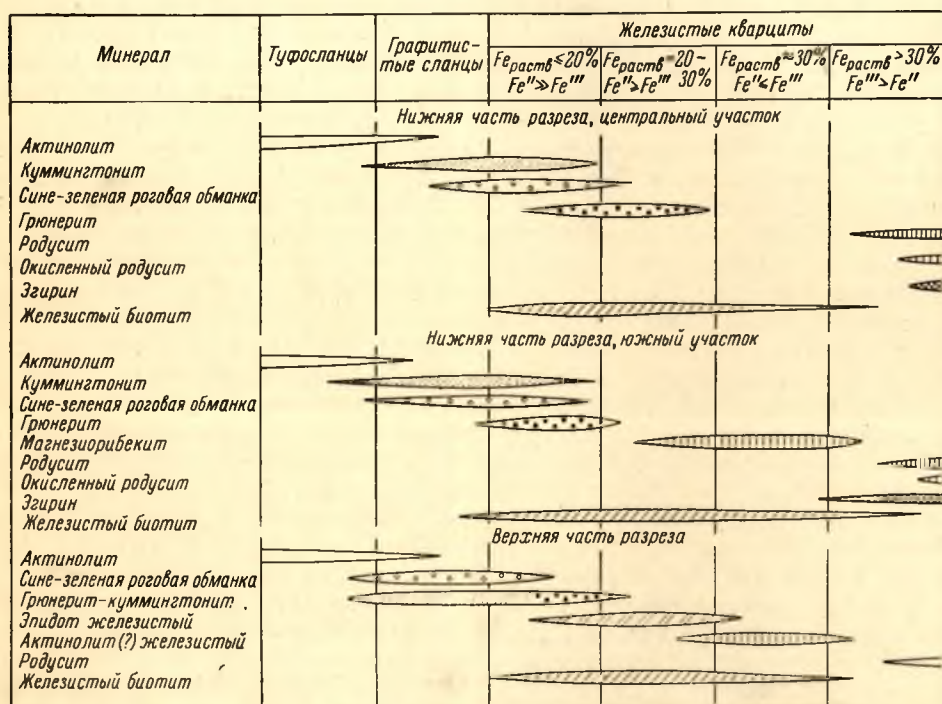 Минерал
Туфосланцы
Графитис-
тые сланцы
Железистые кварциты
Feраств≤20%
Fe″≫Fe‴
Feраств=20-
30%
Fe″>Fe‴
Feраств≈30%
Fe″≤Fe‴
Feраств>30%
Fe‴>Fe″
Нижняя часть разреза, центральный участок
Актинолит
Куммингтонит
Сине-зеленая роговая обманка
Грюнерит
Родусит
Окисленный родусит
Эгирин
Железистый биотит
Нижняя часть разреза, южный участок
Актинолит
Куммингтонит
Сине-зеленая роговая обманка
Грюнерит
Магнезиорибекит
Родусит
Окисленный родусит
Эгирин
Железистый биотит
Верхняя часть разреза
Актинолит
Сине-зеленая роговая обманка
Грюнерит-куммингтонит
Эпидот железистый
Актинолит(?) железистый
Родусит
Железистый биотит